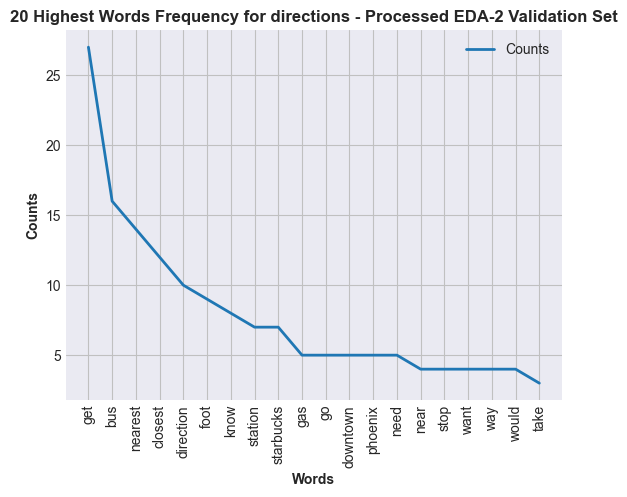 20 Highest Words Frequency for directions - Processed EDA-2 Validation Set
Counts
25
20
15
10
5
Counts
get
bus
nearest
closest
direction
foot
know
station
starbucks
gas
go
downtown
phoenix
need
near
stop
want
way
would
take
Words